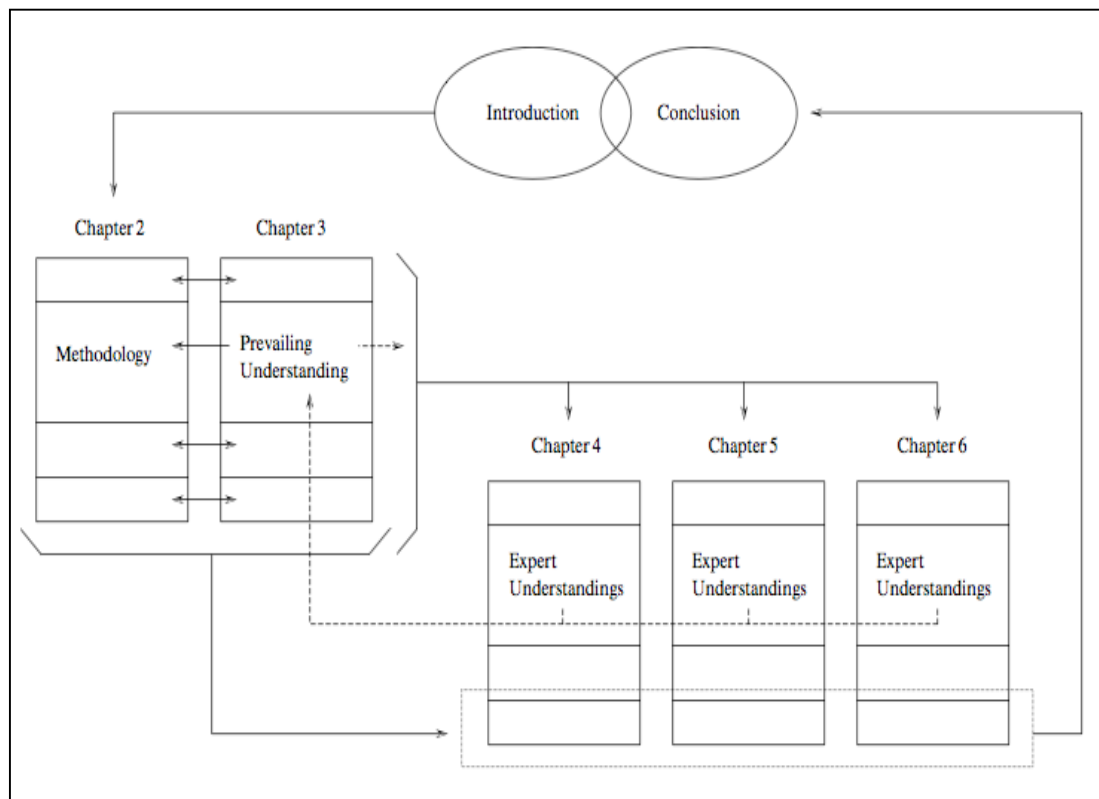 Introduction
Conclusion
Chapter 2
Chapter 3
Methodology
Prevailing
Understanding
Chapter 4
Chapter 5
Chapter 6
Expert
Understandings
Expert
Understandings
Expert
Understandings